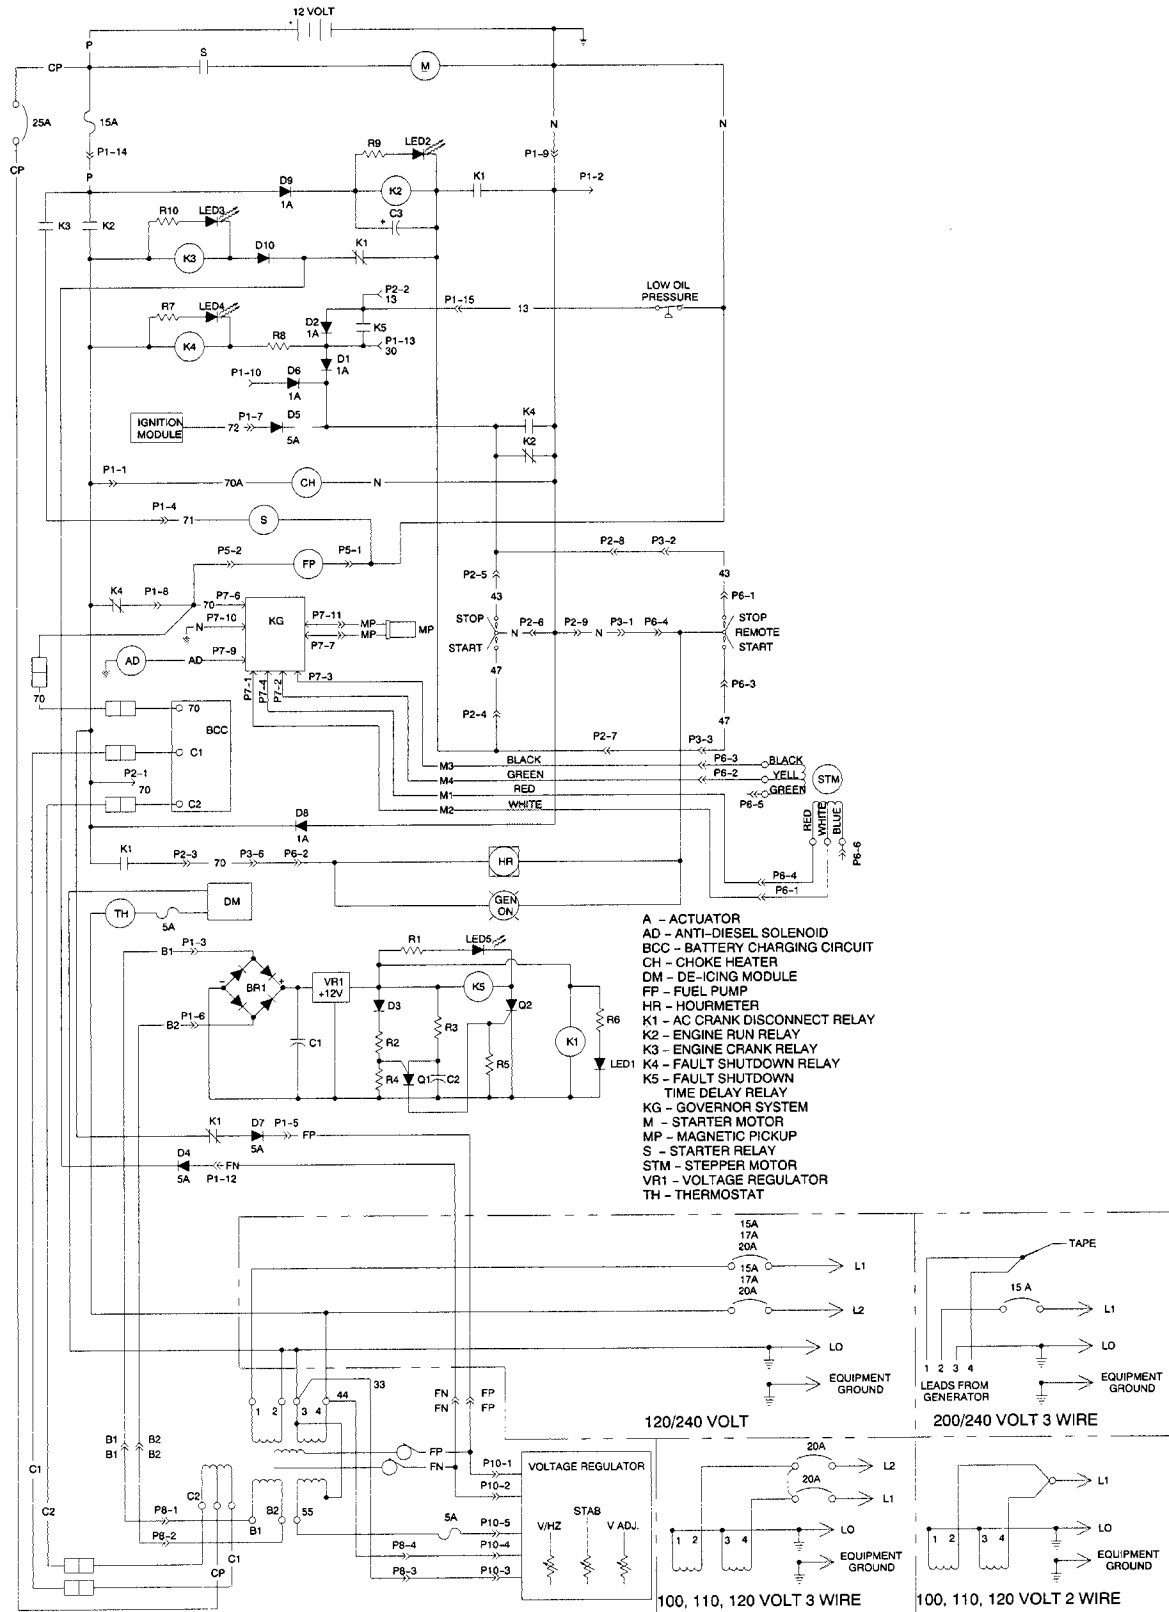 12 VOLT
P
S
CP
M
25A
15A
N
N
CP
P1-14
P
R9
LED2
P1-9
D9
1A
K2
K1
P1-2
C3
K3
K2
R10
LED3
K3
D10
K1
P2-2
13
P1-15
13
LOW OIL
PRESSURE
R7
LED4
K4
R8
D2
1A
K5
P1-13
30
D1
1A
P1-10
D6
1A
IGNITION
MODULE
P1-7
72
D5
5A
K4
K2
P1-1
70A
CH
N
P1-4
71
S
P5-2
FP
P5-1
P2-8
P3-2
P2-5
43
43
P6-1
K4
P1-8
70
P7-6
P7-10
N
KG
P7-11
MP
MP
MP
P7-7
STOP
START
N
P2-6
P2-9
N
P3-1
P6-4
STOP
REMOTE
START
AD
AD
P7-9
P7-1
P7-4
P7-2
P7-3
47
P6-3
70
70
BCC
C1
P2-1
70
C2
P2-4
47
P2-7
P3-3
M3
BLACK
P6-3
BLACK
M4
GREEN
P6-2
YELL
STM
M1
RED
GREEN
P6-5
M2
WHITE
RED
WHITE
BLUE
P6-6
D8
1A
K1
P2-3
70
P3-6
P6-2
HR
P6-4
P6-1
TH
5A
DM
GEN
ON
A - ACTUATOR
AD - ANTI-DIESEL SOLENOID
BCC - BATTERY CHARGING CIRCUIT
CH - CHOKE HEATER
DM - DE-ICING MODULE
FP - FUEL PUMP
HR - HOURMETER
K1 - AC CRANK DISCONNECT RELAY
K2 - ENGINE RUN RELAY
K3 - ENGINE CRANK RELAY
K4 - FAULT SHUTDOWN RELAY
K5 - FAULT SHUTDOWN
TIME DELAY RELAY
KG - GOVERNOR SYSTEM
M - STARTER MOTOR
MP - MAGNETIC PICKUP
S - STARTER RELAY
STM - STEPPER MOTOR
VR1 - VOLTAGE REGULATOR
TH - THERMOSTAT
B1
P1-3
BR1
B2
P1-6
C1
VR1
+12V
R1
LED5
K5
D3
R2
R4
Q1
R3
C2
R5
Q2
K1
R6
LED1
K1
D7
5A
P1-5
FP
D4
5A
FN
P1-12
15A
17A
20A
L1
15A
17A
20A
L2
LO
EQUIPMENT
GROUND
33
44
1
2
3
4
120/240 VOLT
TAPE
15 A
L1
LO
1
2
3
4
LEADS FROM
GENERATOR
EQUIPMENT
GROUND
200/240 VOLT 3 WIRE
FN
FN
FP
FP
B1
B1
B2
B2
FP
FN
C1
C2
C2
P8-1
P8-2
B1
B2
55
C1
CP
5A
P8-4
P8-3
P10-1
P10-2
P10-5
P10-4
P10-3
VOLTAGE REGULATOR
V/HZ
STAB
V ADJ.
20A
L2
20A
L1
LO
1
2
3
4
EQUIPMENT
GROUND
100, 110, 120 VOLT 3 WIRE
L1
LO
1
2
3
4
EQUIPMENT
GROUND
100, 110, 120 VOLT 2 WIRE